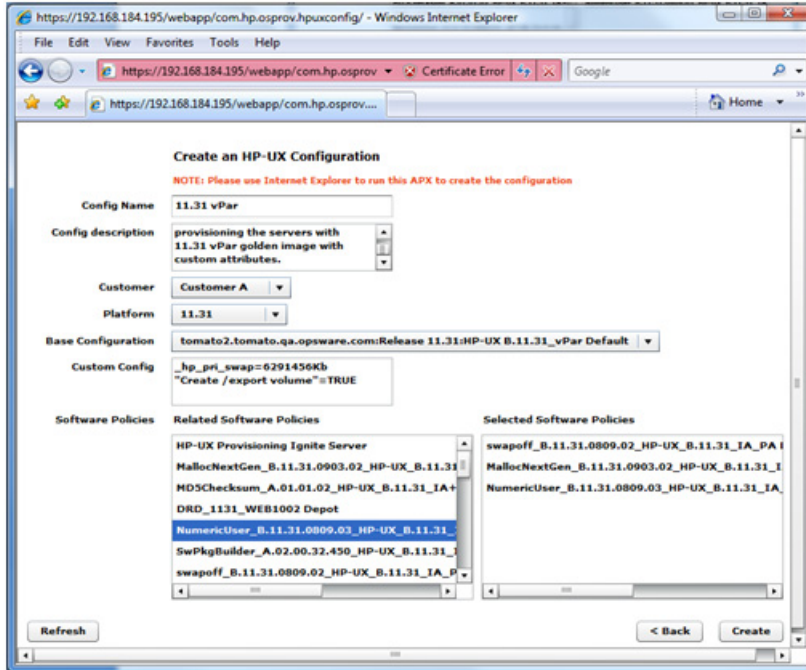 https://192.168.184.195/webapp/com.hp.osprov.hpuxconfig/ - Windows Internet Explorer
File Edit View Favorites Tools Help
https://192.168.184.195/webapp/com.hp.osprov Certificate Error Google
https://192.168.184.195/webapp/com.hp.osprov.... Home
Create an HP-UX Configuration
NOTE: Please use Internet Explorer to run this APX to create the configuration
Config Name 11.31 vPar
Config description provisioning the servers with
11.31 vPar golden image with
custom attributes.
Customer Customer A
Platform 11.31
Base Configuration tomato2.tomato.qa.opsware.com:Release 11.31:HP-UX B.11.31_vPar Default
Custom Config _hp_pri_swap=6291456Kb
"Create /export volume"=TRUE
Software Policies Related Software Policies Selected Software Policies
HP-UX Provisioning Ignite Server swapoff_B.11.31.0809.02_HP-UX_B.11.31_IA_PA
MallocNextGen_B.11.31.0903.02_HP-UX_B.11.31 MallocNextGen_B.11.31.0903.02_HP-UX_B.11.31_I
MD5Checksum_A.01.01.02_HP-UX_B.11.31_IA+ NumericUser_B.11.31.0809.03_HP-UX_B.11.31_IA_
DRD_1131_WEB1002 Depot
NumericUser_B.11.31.0809.03_HP-UX_B.11.31_
SwPkgBuilder_A.02.00.32.450_HP-UX_B.11.31_I
swapoff_B.11.31.0809.02_HP-UX_B.11.31_IA_P
Refresh < Back Create